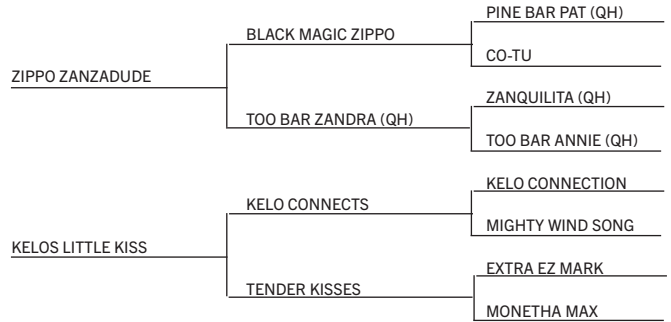 PINE BAR PAT (QH)
BLACK MAGIC ZIPPO
CO-TU
ZIPPO ZANZADUDE
ZANQUILITA (QH)
TOO BAR ZANDRA (QH)
TOO BAR ANNIE (QH)
KELO CONNECTION
KELO CONNECTS
MIGHTY WIND SONG
KELOS LITTLE KISS
EXTRA EZ MARK
TENDER KISSES
MONETHA MAX